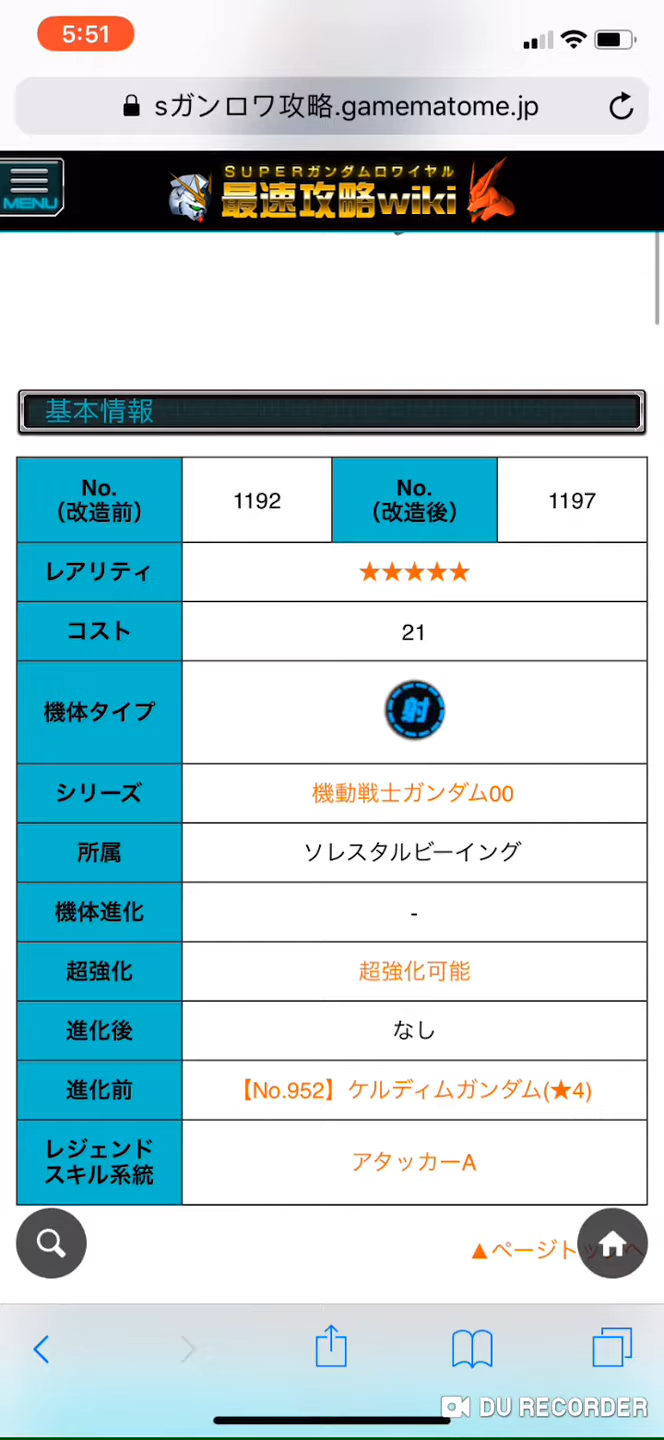 5:51
sガンロワ攻略.gamematome.jp
MENU
SUPERガンダムロワイヤル
最速攻略wiki
基本情報
No.
（改造前）
1192
No.
（改造後）
1197
レアリティ
★★★★★
コスト
21
機体タイプ
射
シリーズ
機動戦士ガンダム00
所属
ソレスタルビーイング
機体進化
-
超強化
超強化可能
進化後
なし
進化前
【No.952】ケルディムガンダム(★4)
レジェンド
スキル系統
アタッカーA
▲ページトップへ
DU RECORDER